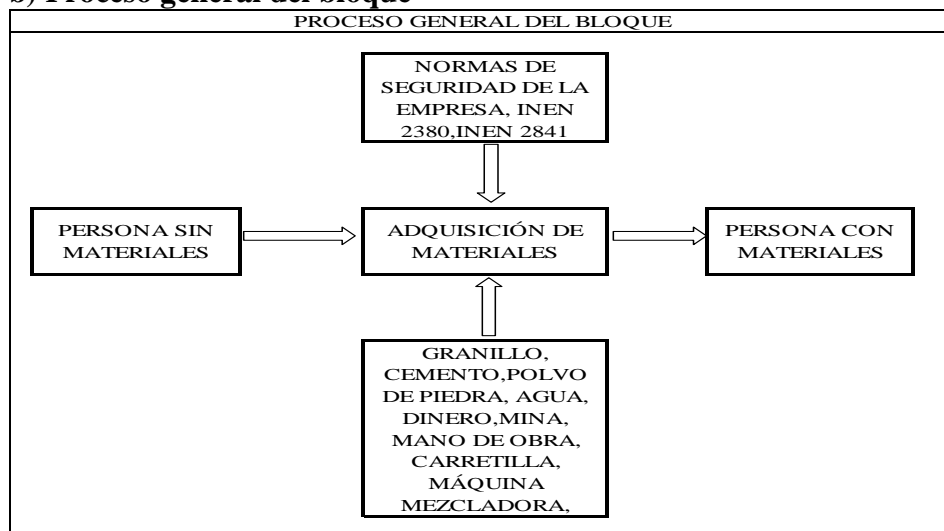 b) Proceso general del bloque
PROCESO GENERAL DEL BLOQUE
NORMAS DE
SEGURIDAD DE LA
EMPRESA, INEN
2380,INEN 2841
PERSONA SIN
MATERIALES
ADQUISICIÓN DE
MATERIALES
PERSONA CON
MATERIALES
GRANILLO,
CEMENTO,POLVO
DE PIEDRA, AGUA,
DINERO,MINA,
MANO DE OBRA,
CARRETILLA,
MÁQUINA
MEZCLADORA,